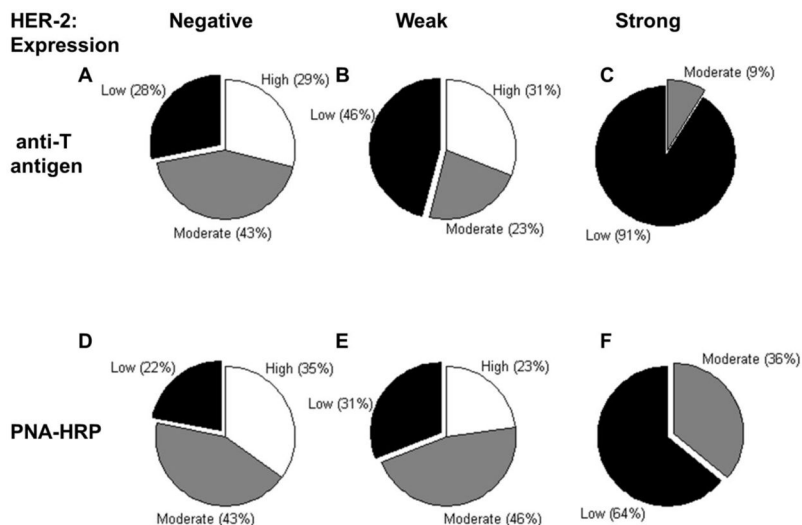 HER-2: Expression
Negative
Weak
Strong
A
Low (28%)
High (29%)
Moderate (43%)
B
Low (46%)
High (31%)
Moderate (23%)
C
Moderate (9%)
Low (91%)
anti-T antigen
D
Low (22%)
High (35%)
Moderate (43%)
E
Low (31%)
High (23%)
Moderate (46%)
F
Moderate (36%)
Low (64%)
PNA-HRP